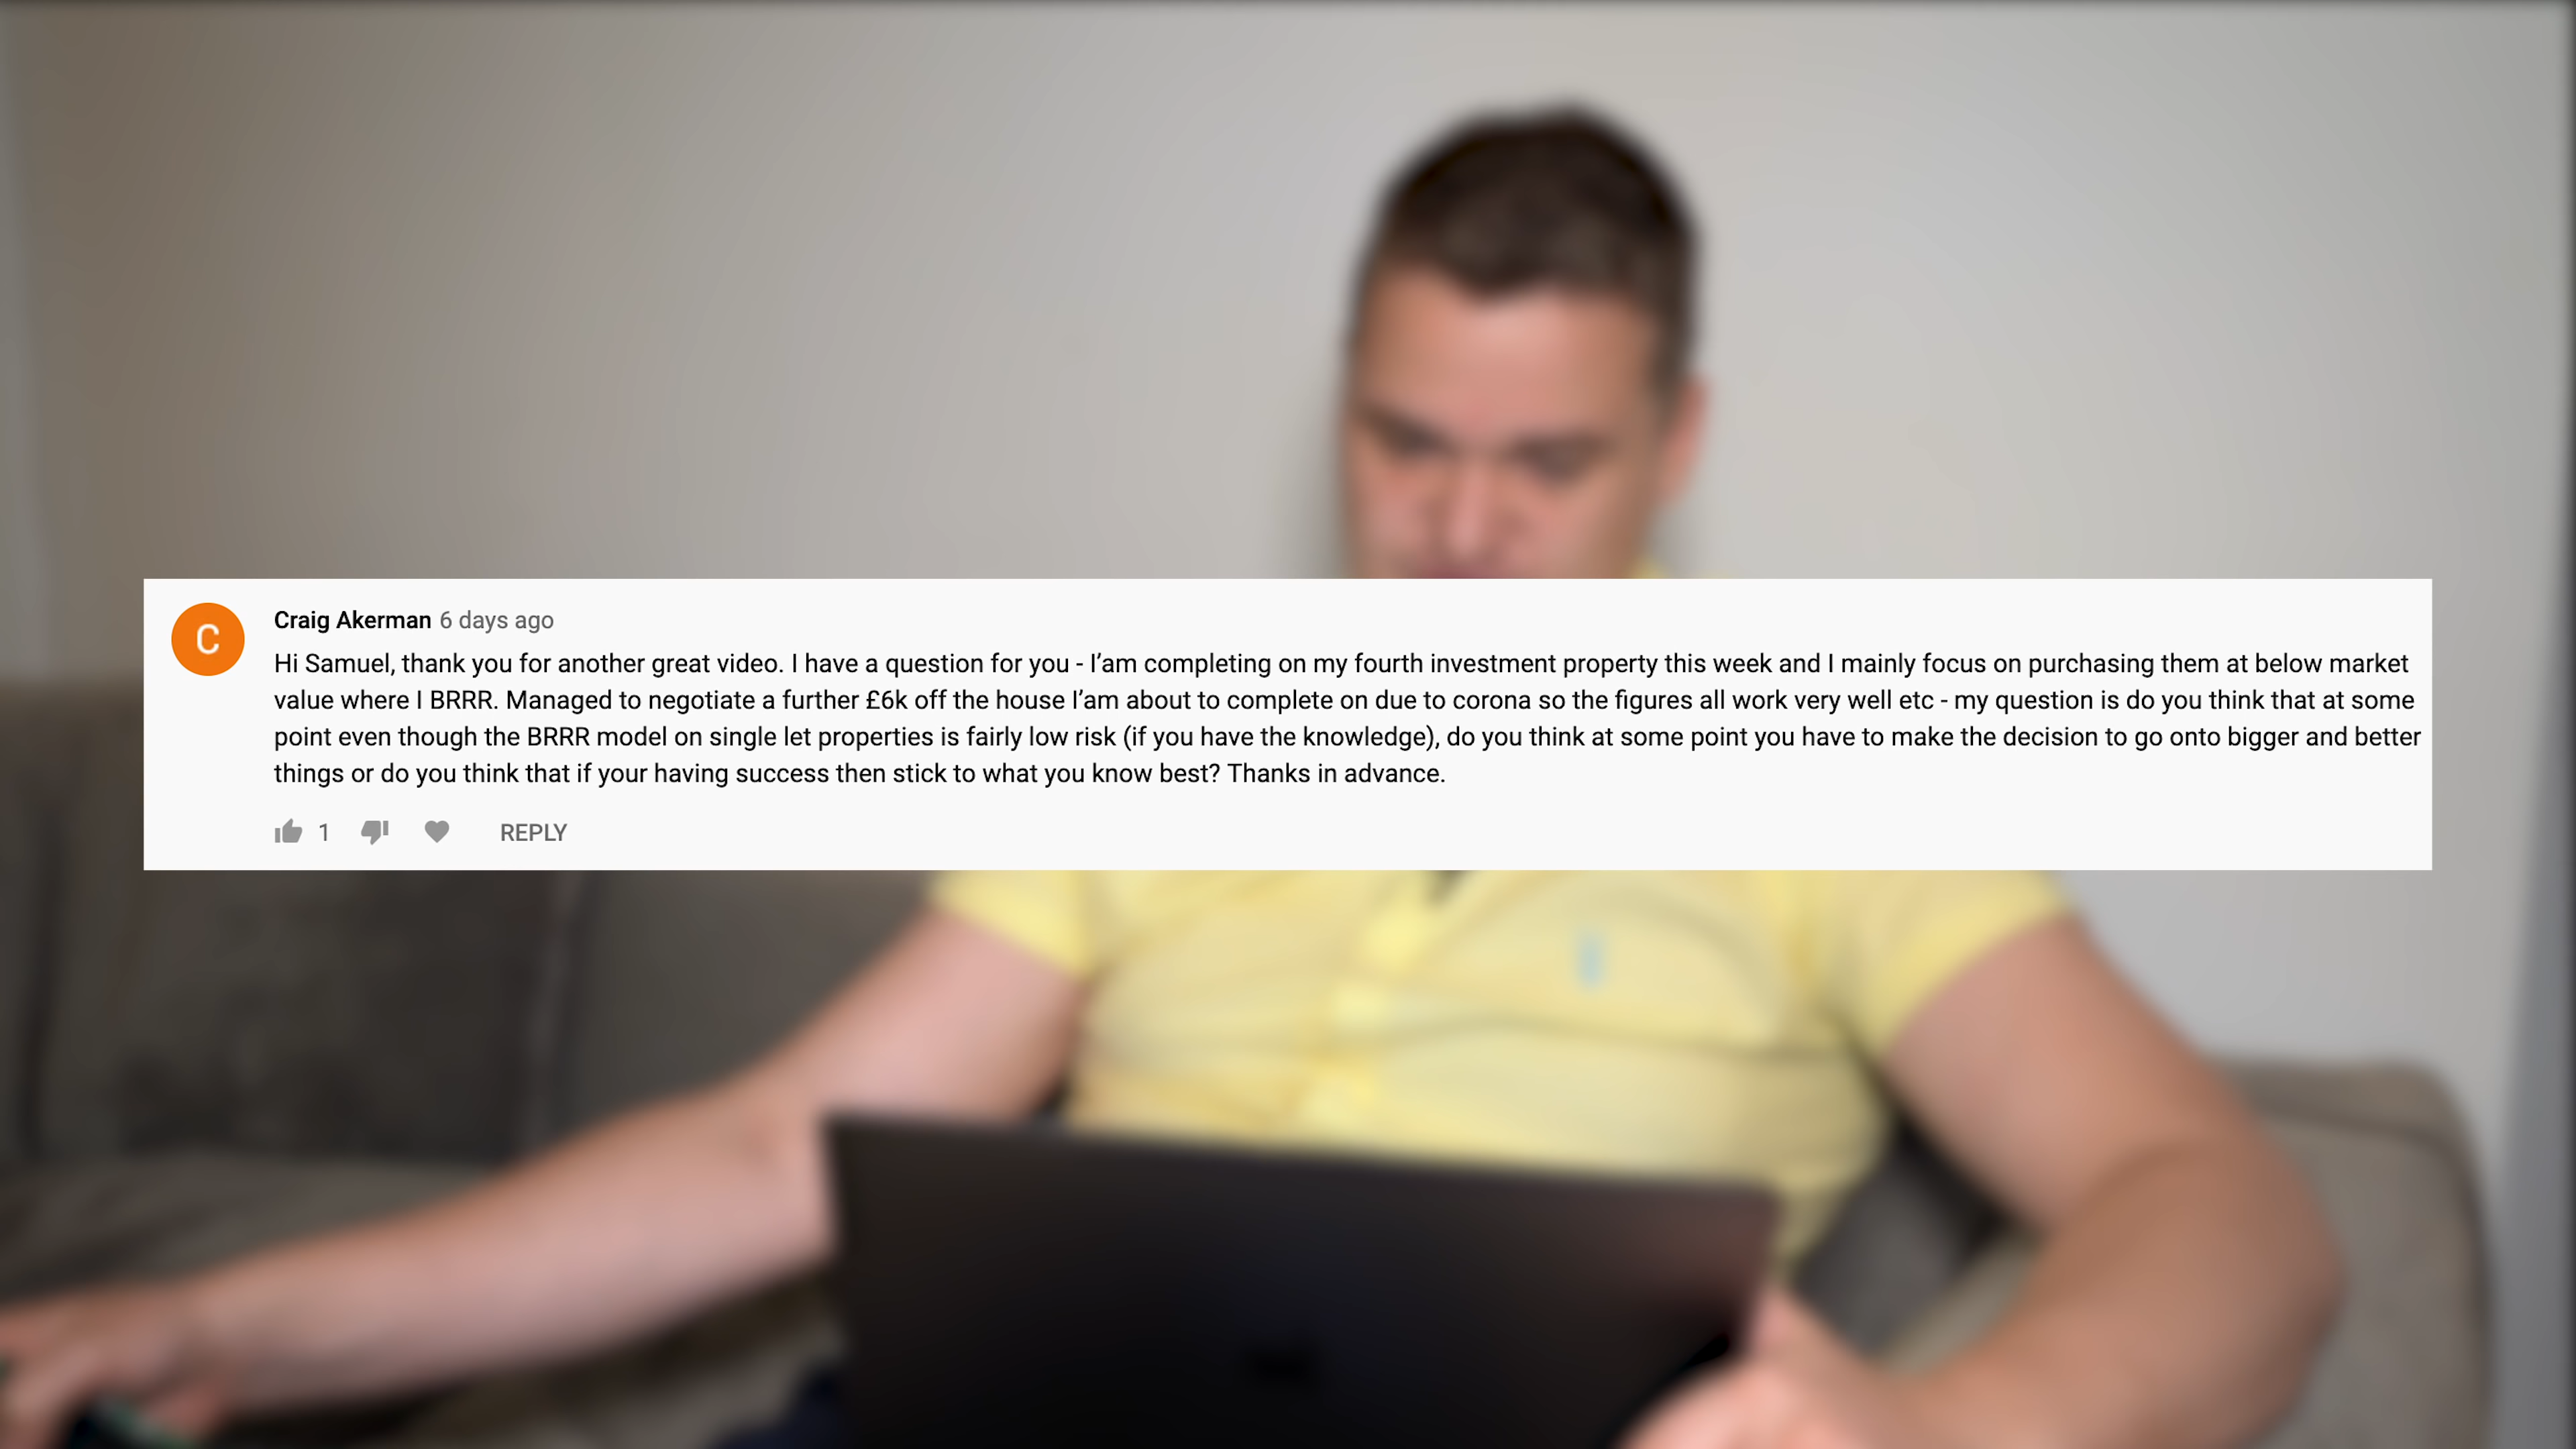 C
Craig Akerman 6 days ago
Hi Samuel, thank you for another great video. I have a question for you - I'am completing on my fourth investment property this week and I mainly focus on purchasing them at below market
value where I BRRR. Managed to negotiate a further £6k off the house I'am about to complete on due to corona so the figures all work very well etc - my question is do you think that at some
point even though the BRRR model on single let properties is fairly low risk (if you have the knowledge), do you think at some point you have to make the decision to go onto bigger and better
things or do you think that if your having success then stick to what you know best? Thanks in advance.
1 REPLY